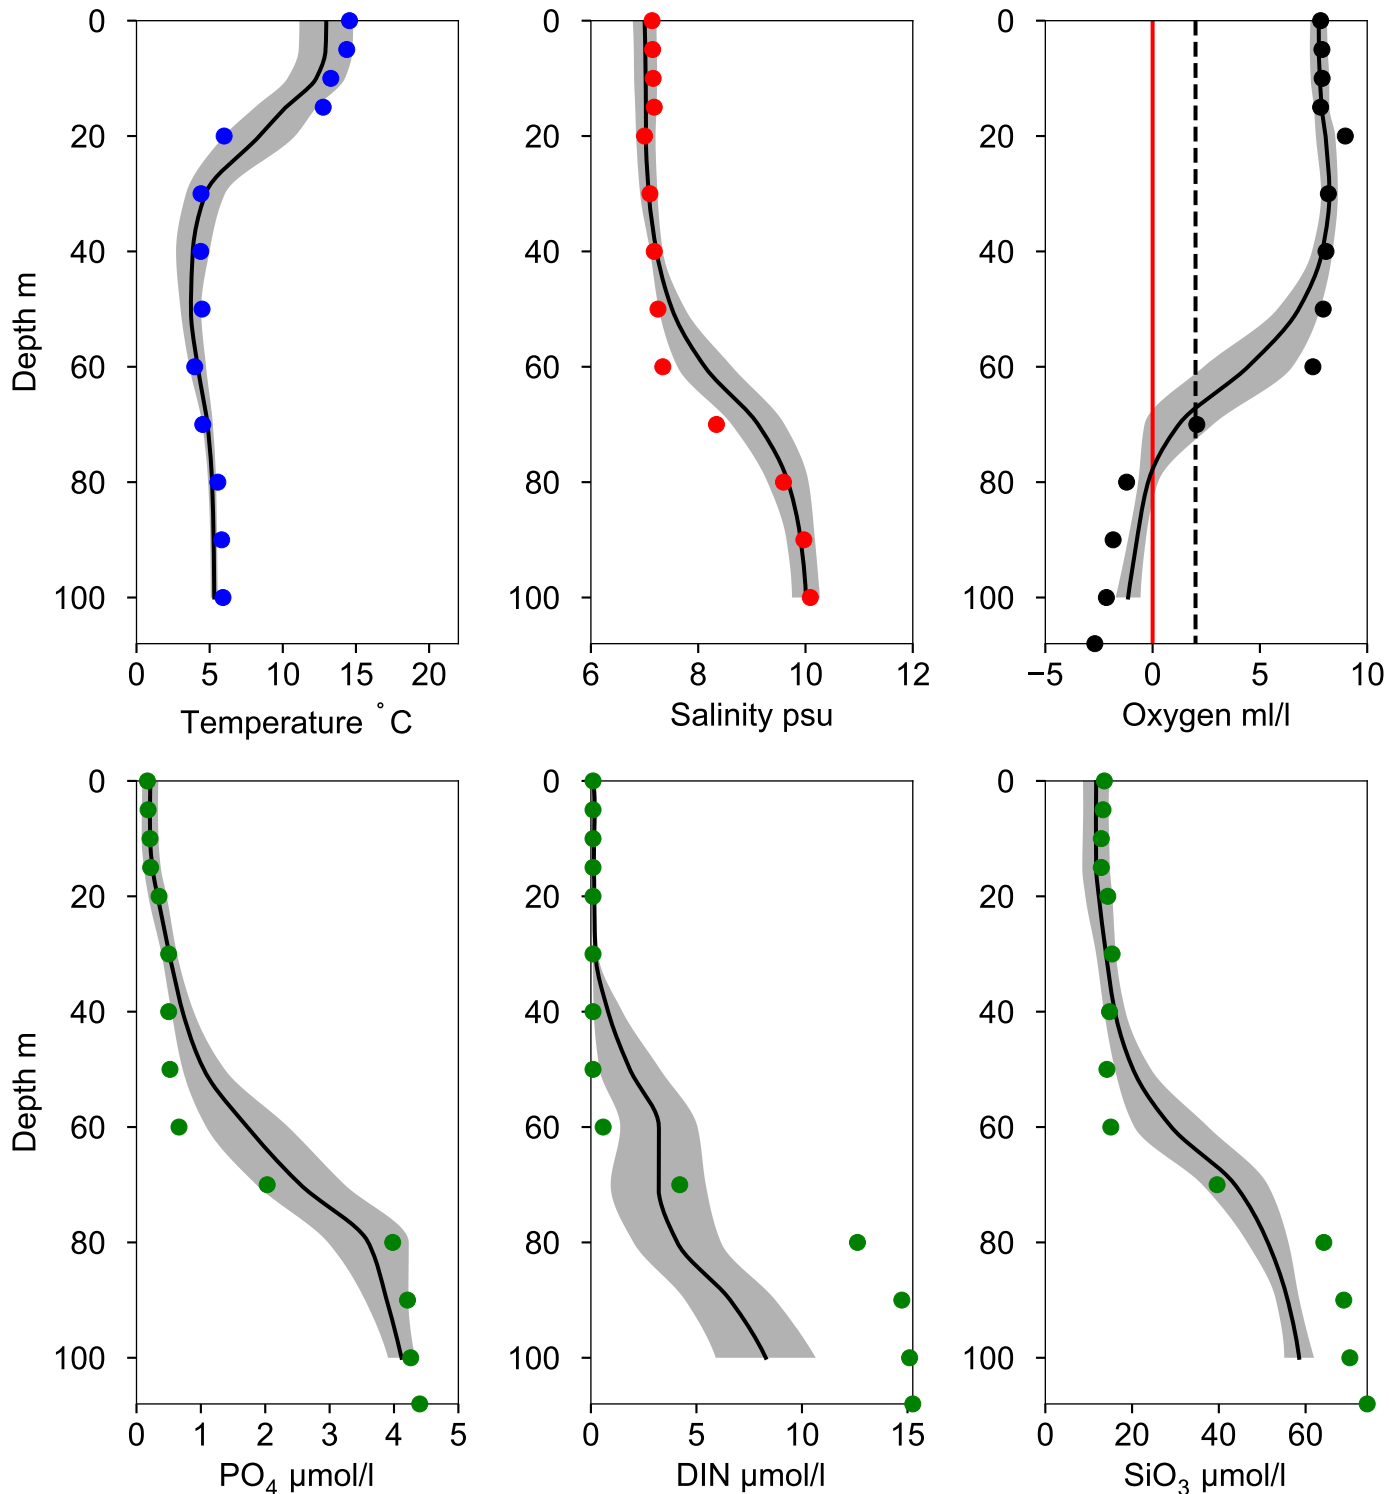 0
20
40
60
80
100
Depth m
0 5 10 15 20
Temperature °C
0
20
40
60
80
100
6 8 10 12
Salinity psu
0
20
40
60
80
100
−5 0 5 10
Oxygen ml/l
0
20
40
60
80
100
Depth m
0 1 2 3 4 5
PO₄ µmol/l
0
20
40
60
80
100
0 5 10 15
DIN µmol/l
0
20
40
60
80
100
0 20 40 60
SiO₃ µmol/l